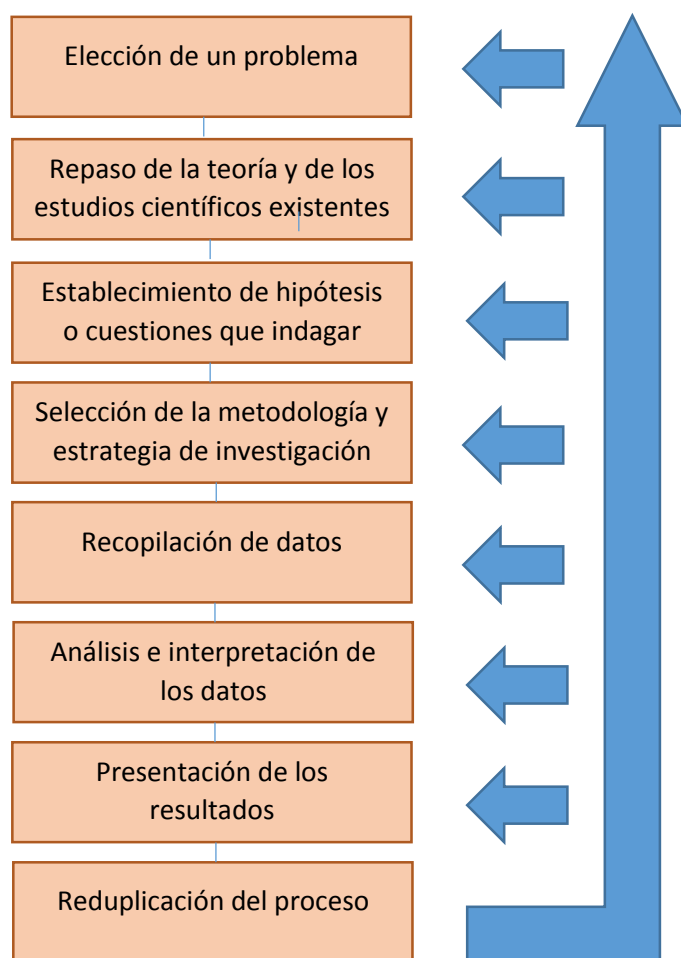 Elección de un problema
Repaso de la teoría y de los
estudios científicos existentes
Establecimiento de hipótesis
o cuestiones que indagar
Selección de la metodología y
estrategia de investigación
Recopilación de datos
Análisis e interpretación de
los datos
Presentación de los
resultados
Reduplicación del proceso